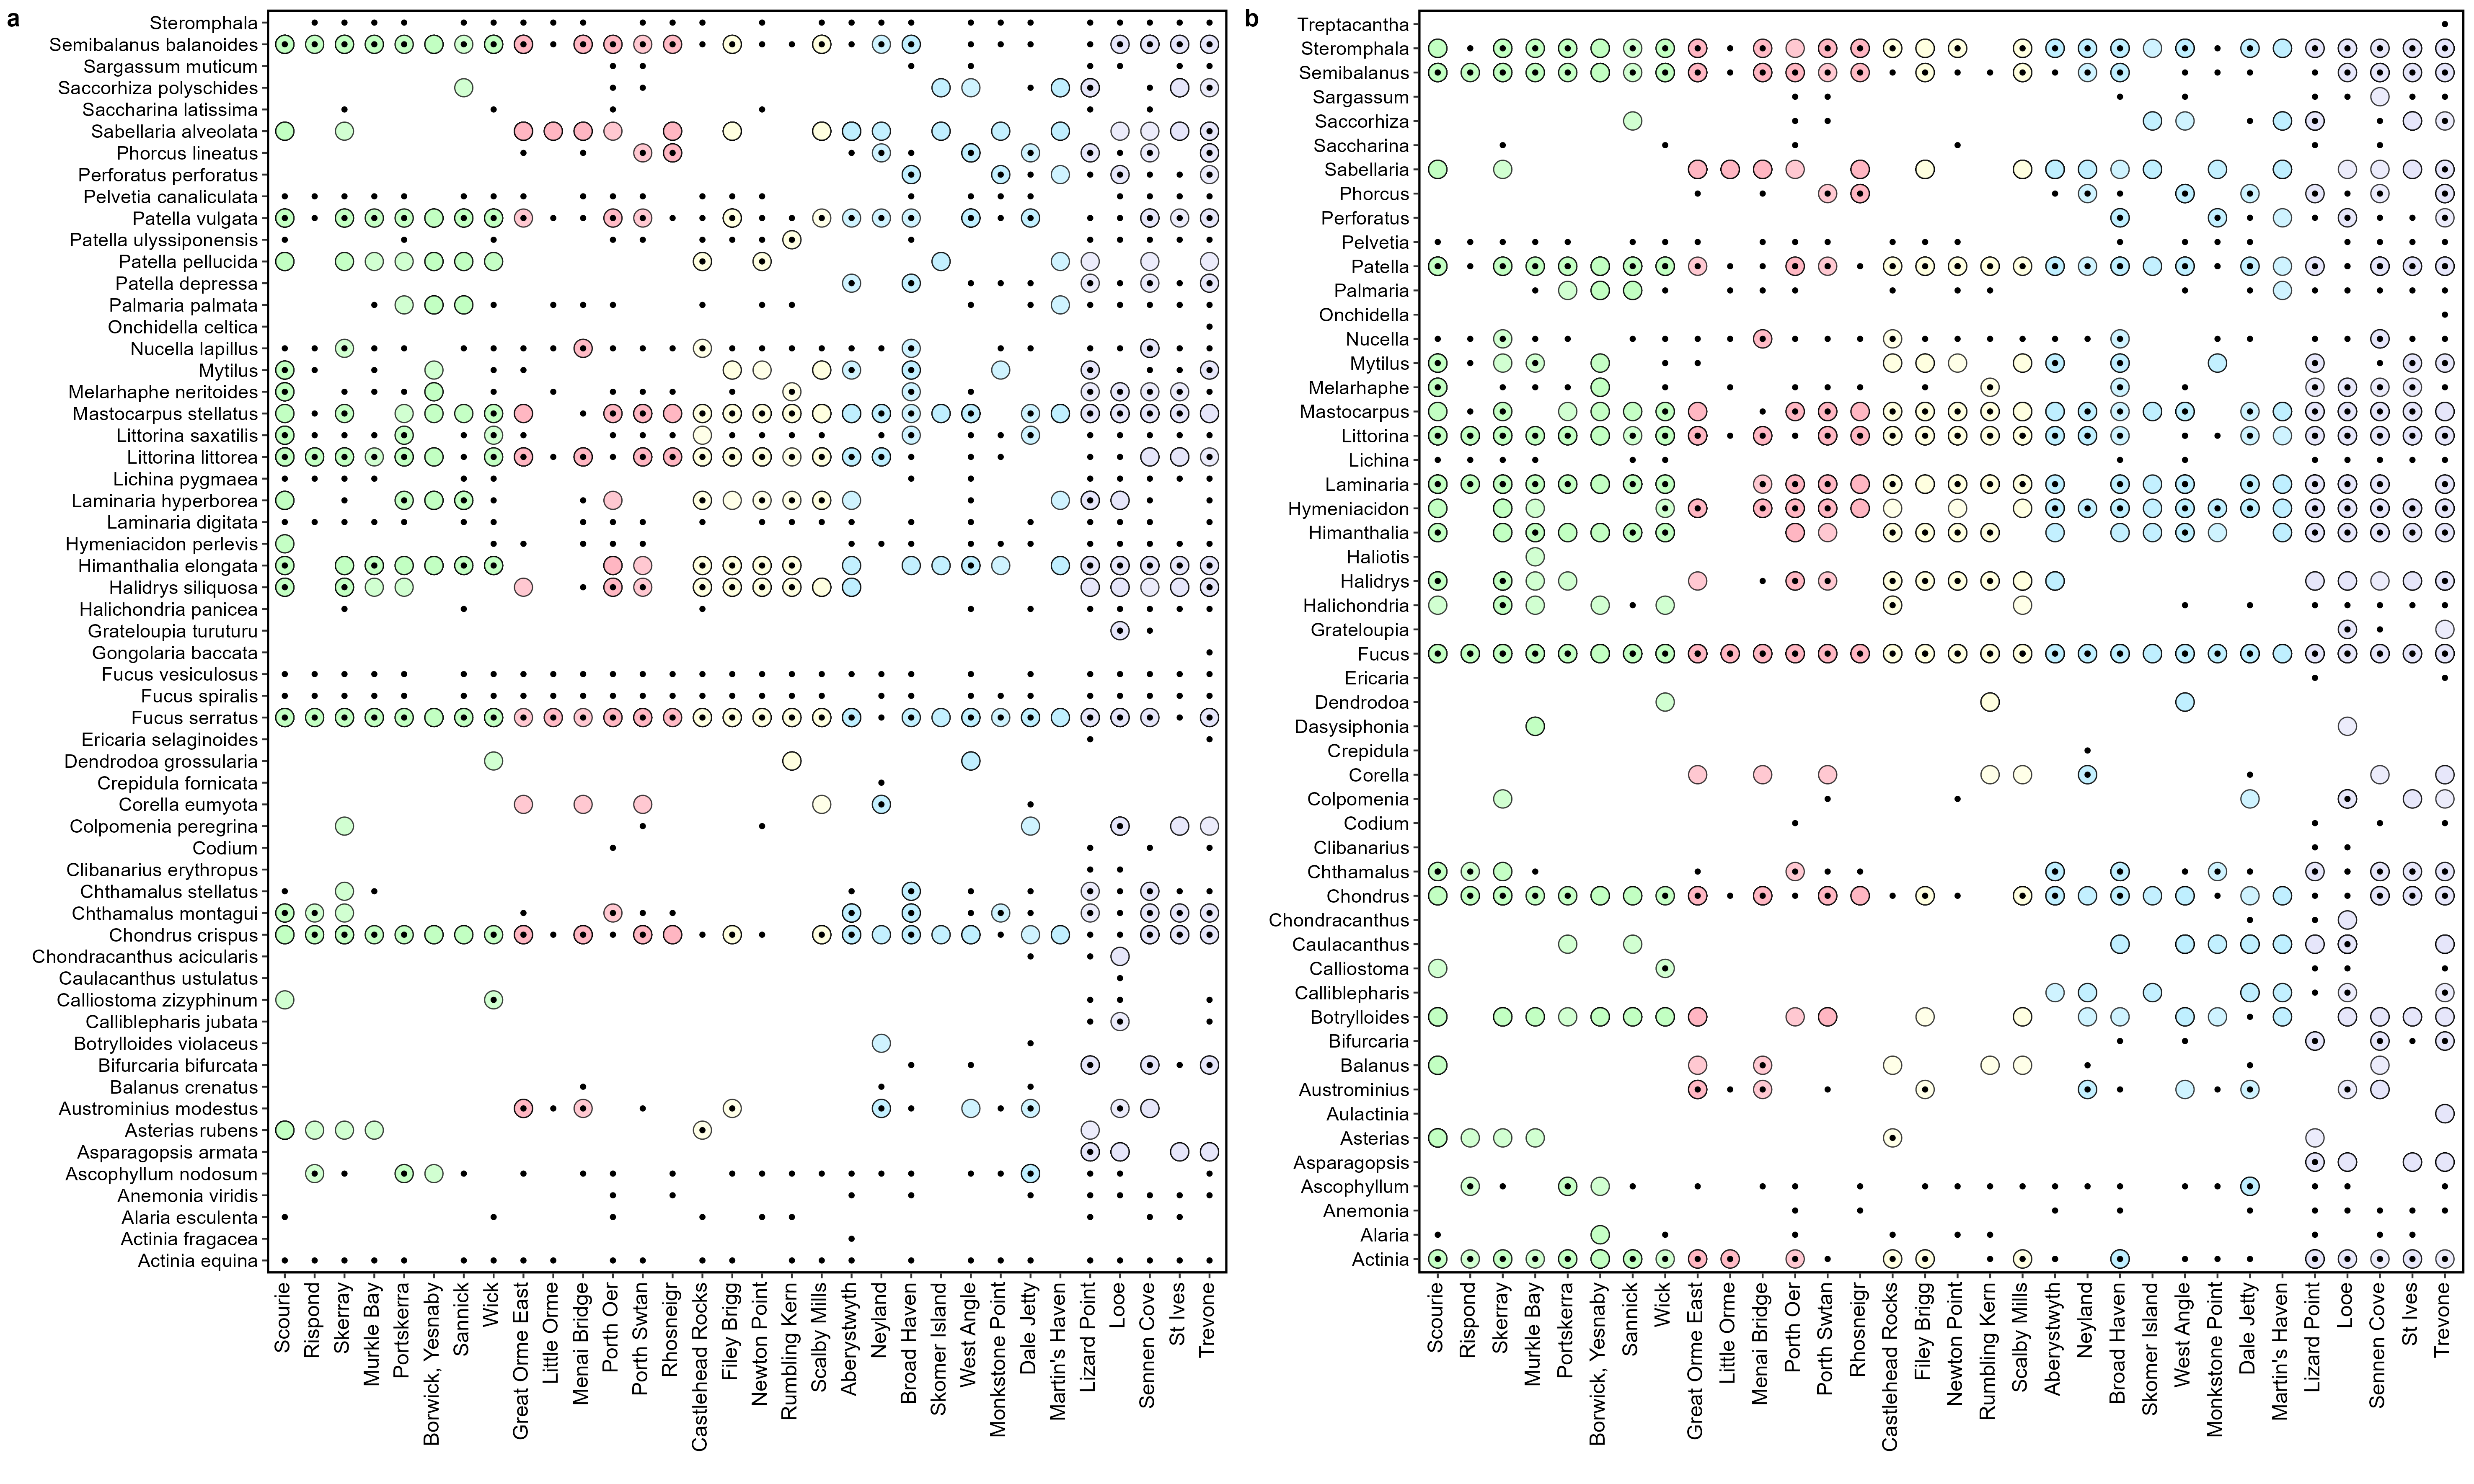 a
Steromphala
Semibalanus balanoides
Sargassum muticum
Saccorhiza polyschides
Saccharina latissima
Sabellaria alveolata
Phorcus lineatus
Perforatus perforatus
Pelvetia canaliculata
Patella vulgata
Patella ulyssiponensis
Patella pellucida
Patella depressa
Palmaria palmata
Onchidella celtica
Nucella lapillus
Mytilus
Melarhaphe neritoides
Mastocarpus stellatus
Littorina saxatilis
Littorina littorea
Lichina pygmaea
Laminaria hyperborea
Laminaria digitata
Hymeniacidon perlevis
Himanthalia elongata
Halidrys siliquosa
Halichondria panicea
Grateloupia turuturu
Gongolaria baccata
Fucus vesiculosus
Fucus spiralis
Fucus serratus
Ericaria selaginoides
Dendrodoa grossularia
Crepidula fornicata
Corella eumyota
Colpomenia peregrina
Codium
Clibanarius erythropus
Chthamalus stellatus
Chthamalus montagui
Chondrus crispus
Chondracanthus acicularis
Caulacanthus ustulatus
Calliostoma zizyphinum
Calliblepharis jubata
Botrylloides violaceus
Bifurcaria bifurcata
Balanus crenatus
Austrominius modestus
Asterias rubens
Asparagopsis armata
Ascophyllum nodosum
Anemonia viridis
Alaria esculenta
Actinia fragacea
Actinia equina
Scourie
Rispond
Skerray
Murkle Bay
Portskerra
Borwick, Yesnaby
Sannick
Wick
Great Orme East
Little Orme
Menai Bridge
Porth Oer
Porth Swtan
Rhosneigr
Castlehead Rocks
Filey Brigg
Newton Point
Rumbling Kern
Scalby Mills
Aberystwyth
Neyland
Broad Haven
Skomer Island
West Angle
Monkstone Point
Dale Jetty
Martin's Haven
Lizard Point
Looe
Sennen Cove
St Ives
Trevone
b
Treptacantha
Steromphala
Semibalanus
Sargassum
Saccorhiza
Saccharina
Sabellaria
Phorcus
Perforatus
Pelvetia
Patella
Palmaria
Onchidella
Nucella
Mytilus
Melarhaphe
Mastocarpus
Littorina
Lichina
Laminaria
Hymeniacidon
Himanthalia
Haliotis
Halidrys
Halichondria
Grateloupia
Fucus
Ericaria
Dendrodoa
Dasysiphonia
Crepidula
Corella
Colpomenia
Codium
Clibanarius
Chthamalus
Chondrus
Chondracanthus
Caulacanthus
Calliostoma
Calliblepharis
Botrylloides
Bifurcaria
Balanus
Austrominius
Aulactinia
Asterias
Asparagopsis
Ascophyllum
Anemonia
Alaria
Actinia
Scourie
Rispond
Skerray
Murkle Bay
Portskerra
Borwick, Yesnaby
Sannick
Wick
Great Orme East
Little Orme
Menai Bridge
Porth Oer
Porth Swtan
Rhosneigr
Castlehead Rocks
Filey Brigg
Newton Point
Rumbling Kern
Scalby Mills
Aberystwyth
Neyland
Broad Haven
Skomer Island
West Angle
Monkstone Point
Dale Jetty
Martin's Haven
Lizard Point
Looe
Sennen Cove
St Ives
Trevone